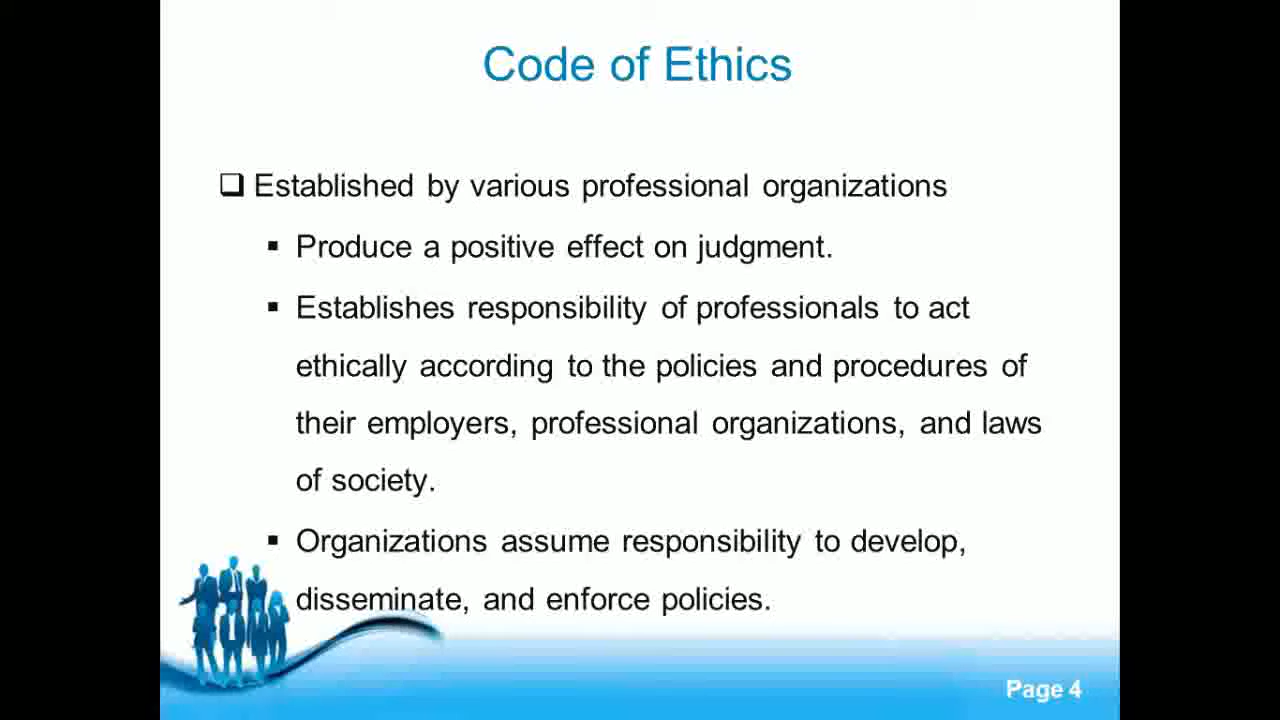 Code of Ethics
❑ Established by various professional organizations
▪ Produce a positive effect on judgment.
▪ Establishes responsibility of professionals to act
ethically according to the policies and procedures of
their employers, professional organizations, and laws
of society.
▪ Organizations assume responsibility to develop,
disseminate, and enforce policies.
Page 4